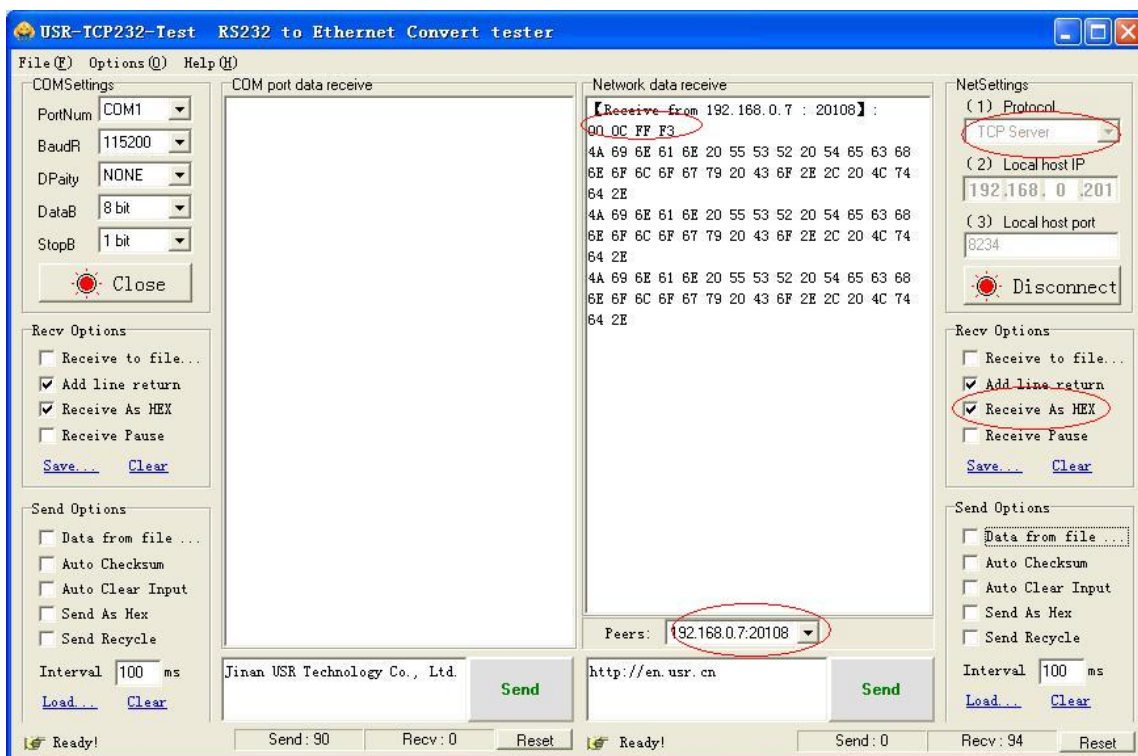 USR-TCP232-Test RS232 to Ethernet Convert tester
File(F) Options(O) Help(H)
COMSettings
PortNum COM1
BaudR 115200
DPaity NONE
DataB 8 bit
StopB 1 bit
Close
Recv Options
Receive to file...
Add line return
Receive As HEX
Receive Pause
Save... Clear
Send Options
Data from file ...
Auto Checksum
Auto Clear Input
Send As Hex
Send Recycle
Interval 100 ms
Load... Clear
Ready!
COM port data receive
Jinan USR Technology Co., Ltd.
Send
Send : 90 Recv : 0 Reset
Network data receive
【Receive from 192.168.0.7 : 20108】:
00 0C FF F3
4A 69 6E 61 6E 20 55 53 52 20 54 65 63 68
6E 6F 6C 6F 67 79 20 43 6F 2E 2C 20 4C 74
64 2E
4A 69 6E 61 6E 20 55 53 52 20 54 65 63 68
6E 6F 6C 6F 67 79 20 43 6F 2E 2C 20 4C 74
64 2E
4A 69 6E 61 6E 20 55 53 52 20 54 65 63 68
6E 6F 6C 6F 67 79 20 43 6F 2E 2C 20 4C 74
64 2E
Peers: 192.168.0.7:20108
http://en.usr.cn
Send
Ready!
Send : 0 Recv : 94 Reset
NetSettings
(1) Protocol
TCP Server
(2) Local host IP
192.168. 0 .201
(3) Local host port
8234
Disconnect
Recv Options
Receive to file...
Add line return
Receive As HEX
Receive Pause
Save... Clear
Send Options
Data from file ...
Auto Checksum
Auto Clear Input
Send As Hex
Send Recycle
Interval 100 ms
Load... Clear